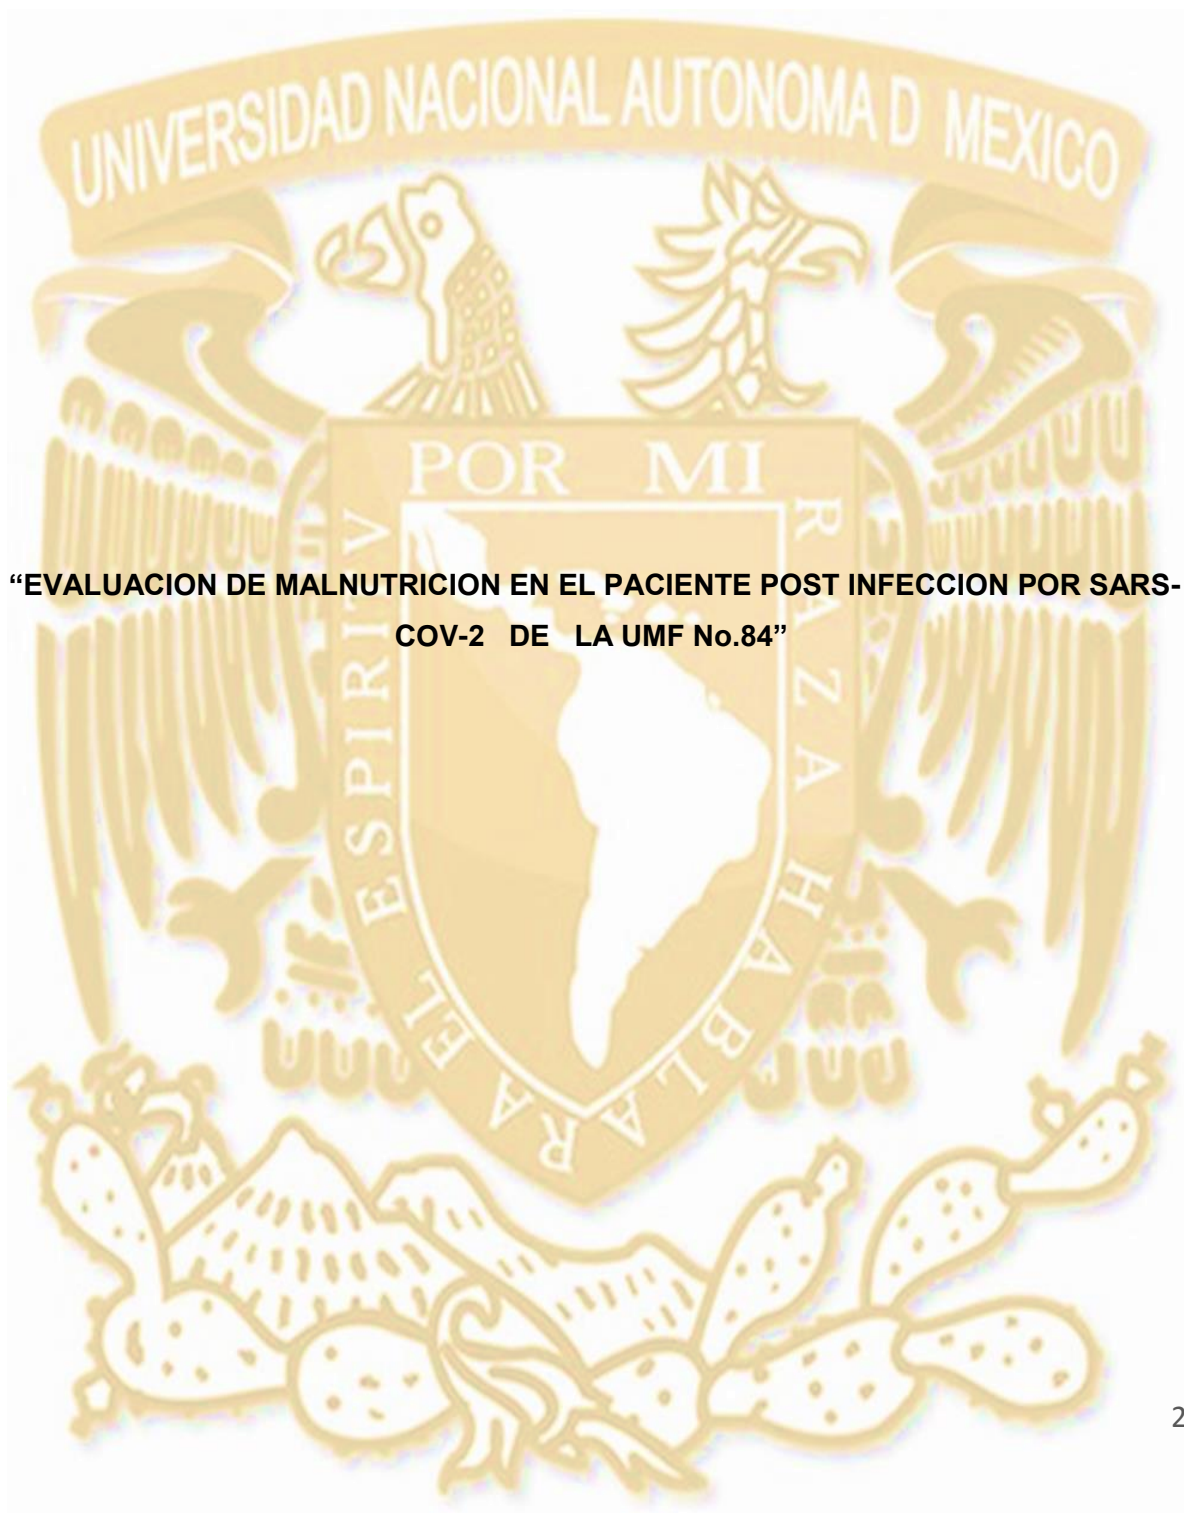 UNIVERSIDAD NACIONAL AUTONOMA D MEXICO
POR MI
RAZA HABLARA
EL ESPIRITV
“EVALUACION DE MALNUTRICION EN EL PACIENTE POST INFECCION POR SARS-
COV-2 DE LA UMF No.84”
2